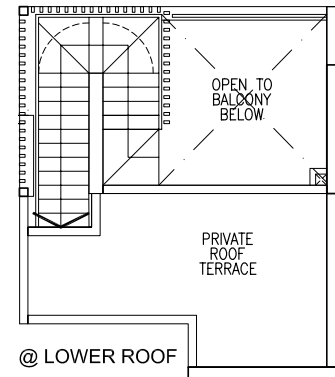 OPEN TO
BALCONY
BELOW
PRIVATE
ROOF
TERRACE
@ LOWER ROOF